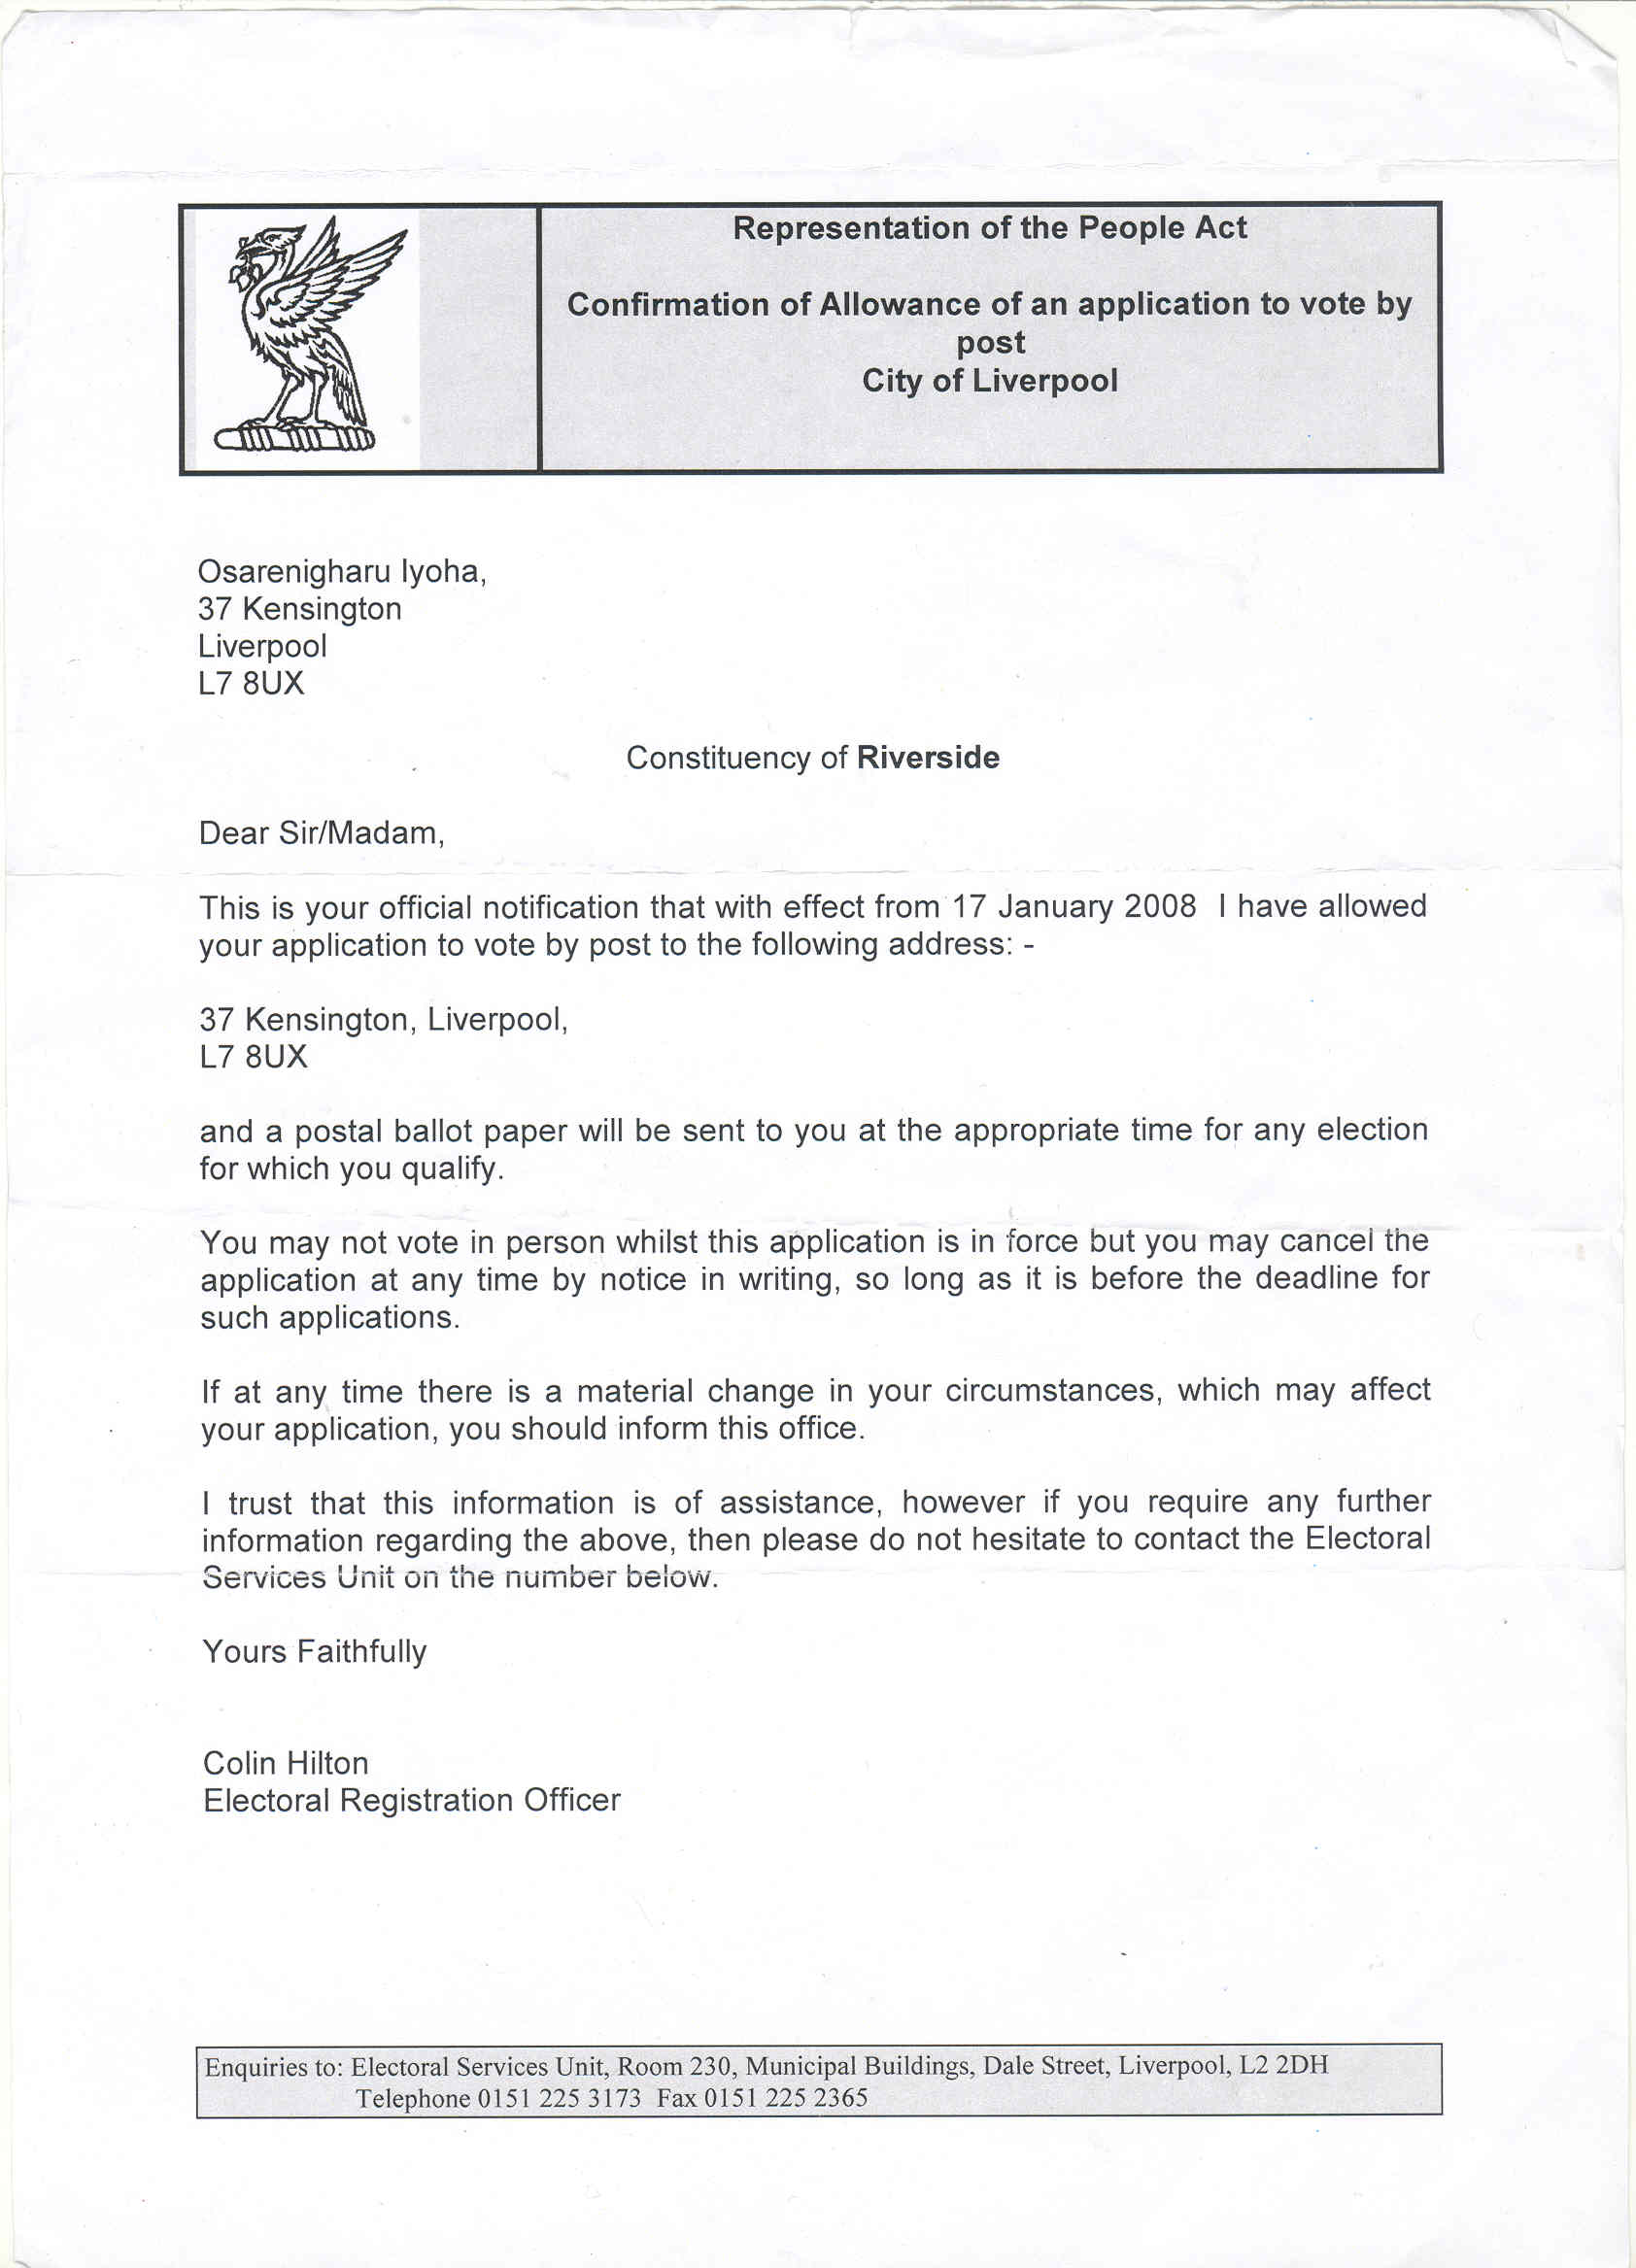 Representation of the People Act
Confirmation of Allowance of an application to vote by
post
City of Liverpool
Osarenigharu Iyoha,
37 Kensington
Liverpool
L7 8UX
Constituency of Riverside
Dear Sir/Madam,
This is your official notification that with effect from 17 January 2008  I have allowed
your application to vote by post to the following address: -
37 Kensington, Liverpool,
L7 8UX
and a postal ballot paper will be sent to you at the appropriate time for any election
for which you qualify.
You may not vote in person whilst this application is in force but you may cancel the
application at any time by notice in writing, so long as it is before the deadline for
such applications.
If at any time there is a material change in your circumstances, which may affect
your application, you should inform this office.
I trust that this information is of assistance, however if you require any further
information regarding the above, then please do not hesitate to contact the Electoral
Services Unit on the number below.
Yours Faithfully
Colin Hilton
Electoral Registration Officer
Enquiries to: Electoral Services Unit, Room 230, Municipal Buildings, Dale Street, Liverpool, L2 2DH
Telephone 0151 225 3173  Fax 0151 225 2365